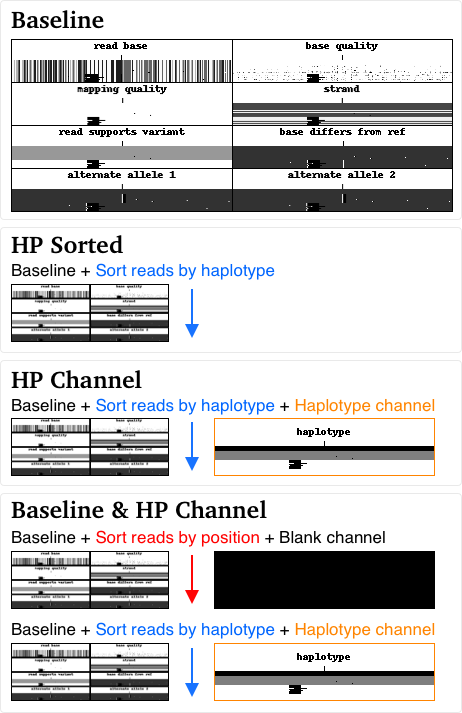 Baseline
read base
base quality
mapping quality
strand
read supports variant
base differs from ref
alternate allele 1
alternate allele 2
HP Sorted
Baseline + Sort reads by haplotype
read base
base quality
mapping quality
strand
read supports variant
base differs from ref
alternate allele 1
alternate allele 2
HP Channel
Baseline + Sort reads by haplotype + Haplotype channel
read base
base quality
mapping quality
strand
read supports variant
base differs from ref
alternate allele 1
alternate allele 2
haplotype
Baseline & HP Channel
Baseline + Sort reads by position + Blank channel
read base
base quality
mapping quality
strand
read supports variant
base differs from ref
alternate allele 1
alternate allele 2
Baseline + Sort reads by haplotype + Haplotype channel
read base
base quality
mapping quality
strand
read supports variant
base differs from ref
alternate allele 1
alternate allele 2
haplotype